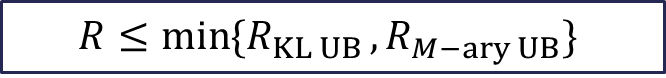 R ≤ min{R_KL UB , R_M−ary UB}